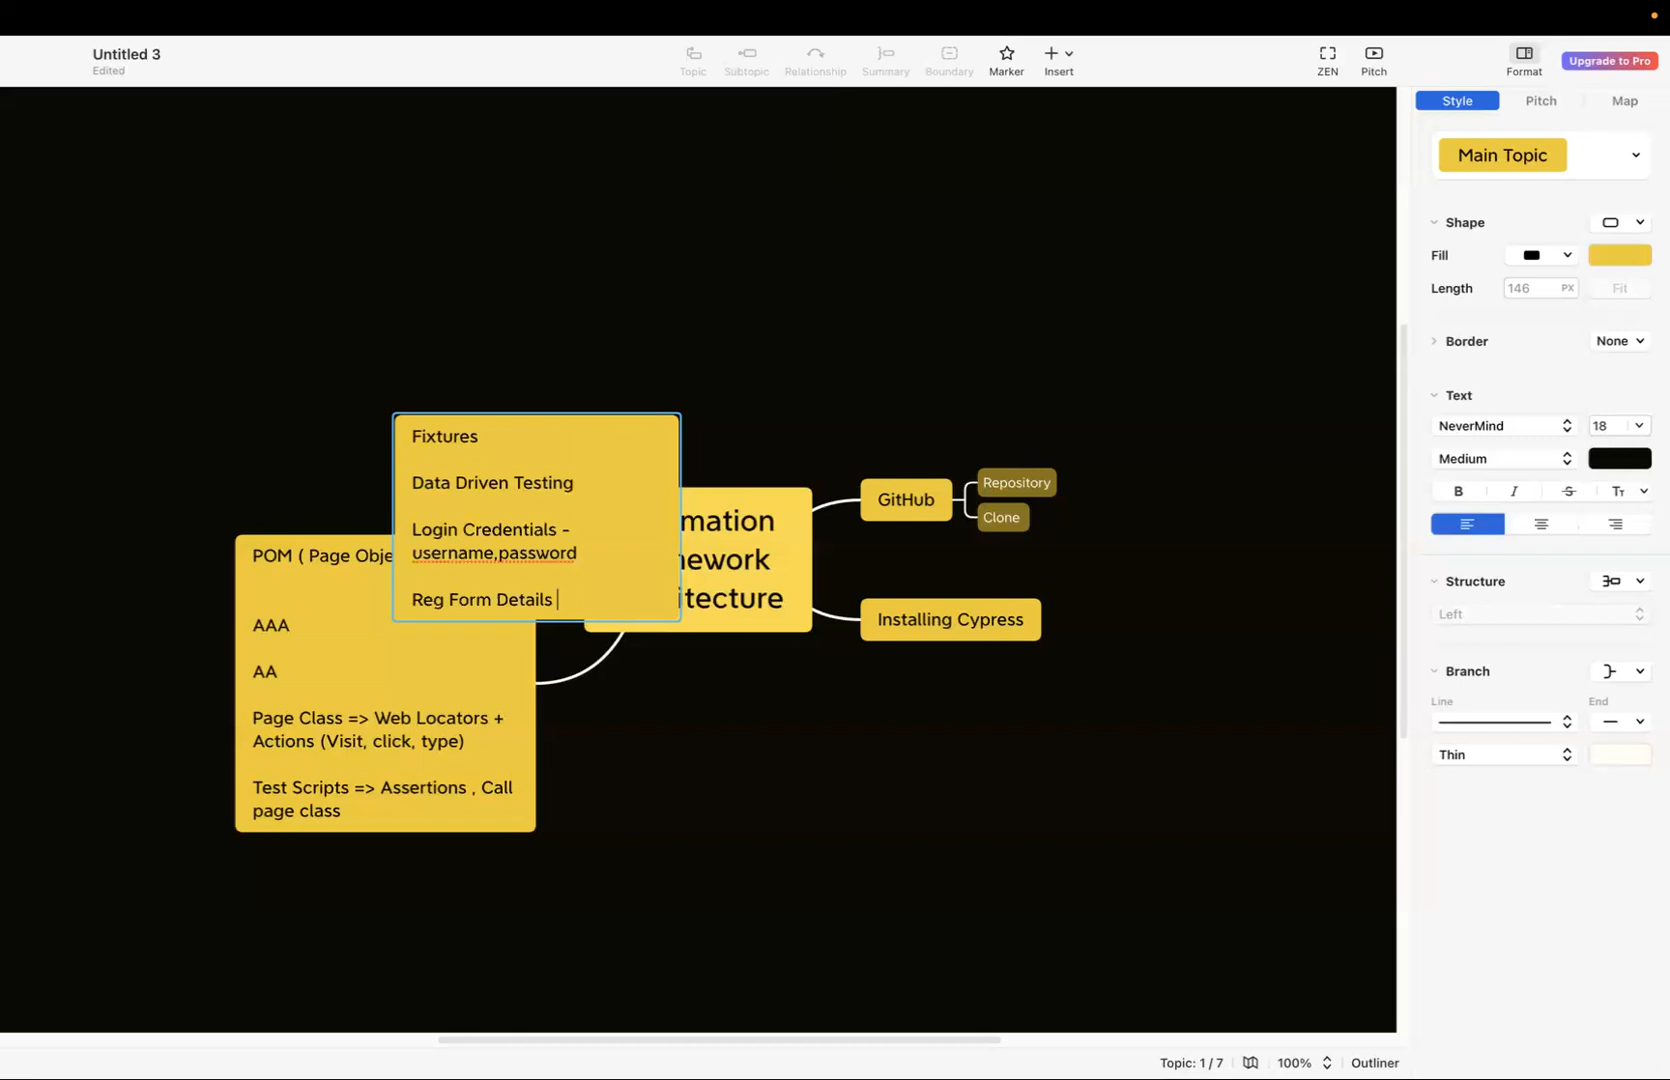 Untitled 3
Edited
Topic
Subtopic
Relationship
Summary
Boundary
Marker
Insert
ZEN
Pitch
Format
Upgrade to Pro
Style
Pitch
Map
Main Topic
Shape
Fill
Length
146 PX
Fit
Border
None
Text
NeverMind
18
Medium
B I S Tт
Structure
Left
Branch
Line
End
Thin
Fixtures
Data Driven Testing
Login Credentials -
username,password
Reg Form Details
mation
ework
itecture
GitHub
Repository
Clone
Installing Cypress
POM ( Page Obje
AAA
AA
Page Class => Web Locators +
Actions (Visit, click, type)
Test Scripts => Assertions , Call
page class
Topic: 1 / 7
100%
Outliner